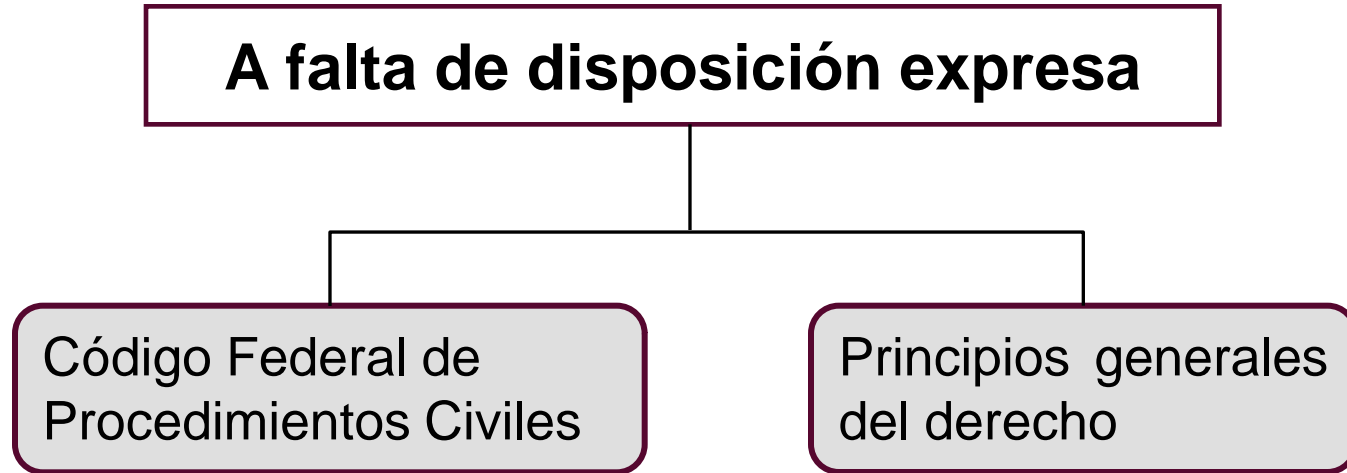 A falta de disposición expresa
Código Federal de
Procedimientos Civiles
Principios generales
del derecho